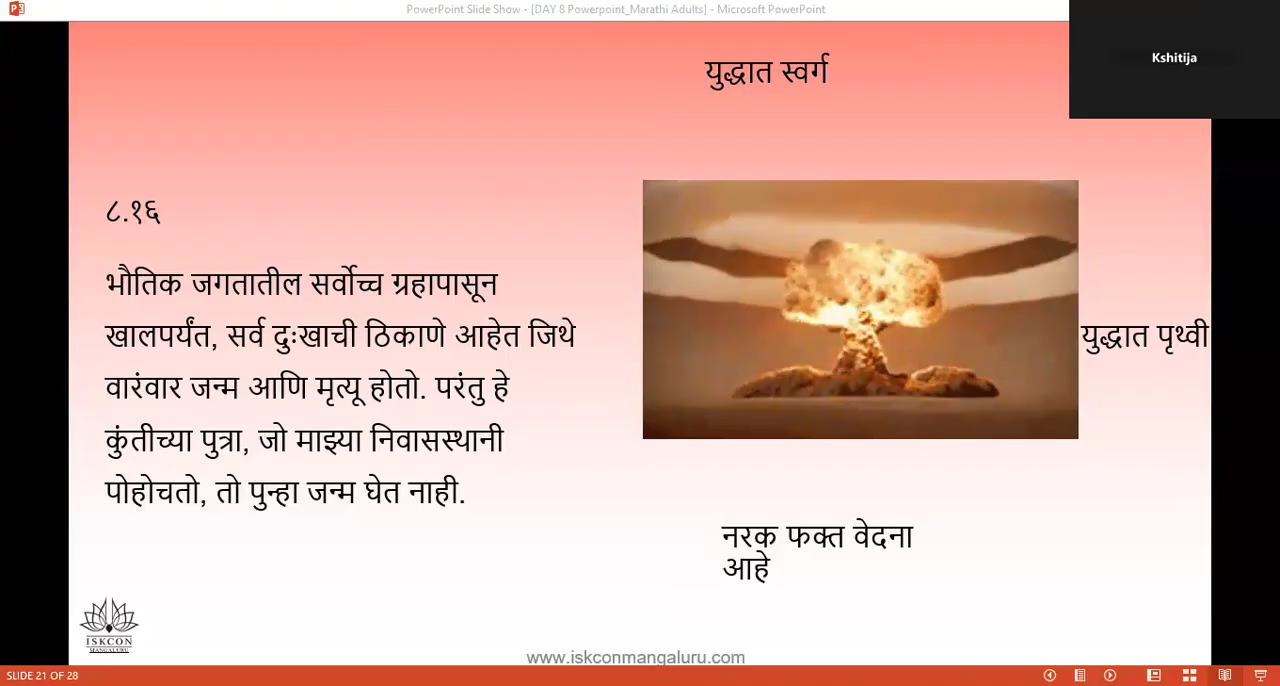 PowerPoint Slide Show - [DAY 8 Powerpoint_Marathi Adults] - Microsoft PowerPoint
Kshitija
युद्धात स्वर्ग
८.१६
भौतिक जगतातील सर्वोच्च ग्रहापासून
खालपर्यंत, सर्व दुःखाची ठिकाणे आहेत जिथे
वारंवार जन्म आणि मृत्यू होतो. परंतु हे
कुंतीच्या पुत्रा, जो माझ्या निवासस्थानी
पोहोचतो, तो पुन्हा जन्म घेत नाही.
युद्धात पृथ्वी
नरक फक्त वेदना
आहे
ISKCON
MANGALURU
www.iskconmangaluru.com
SLIDE 21 OF 28